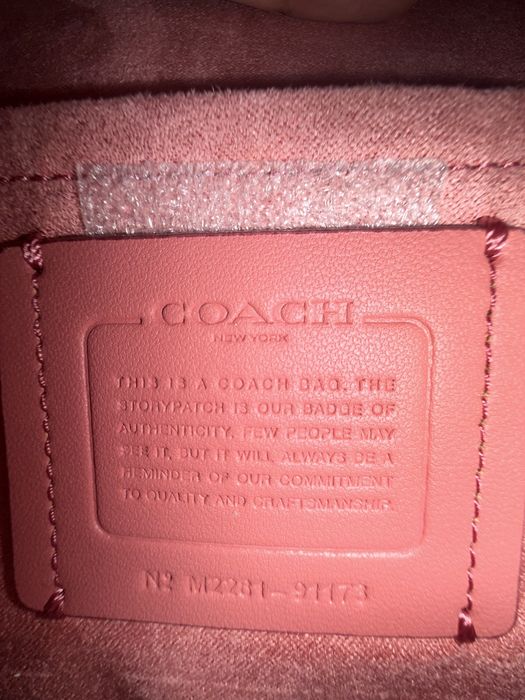 COACH
NEW YORK
THIS IS A COACH BAG. THE
STORYPATCH IS OUR BADGE OF
AUTHENTICITY. FEW PEOPLE MAY
SEE IT, BUT IT WILL ALWAYS BE A
REMINDER OF OUR COMMITMENT
TO QUALITY AND CRAFTSMANSHIP.
Nº M2261-91173